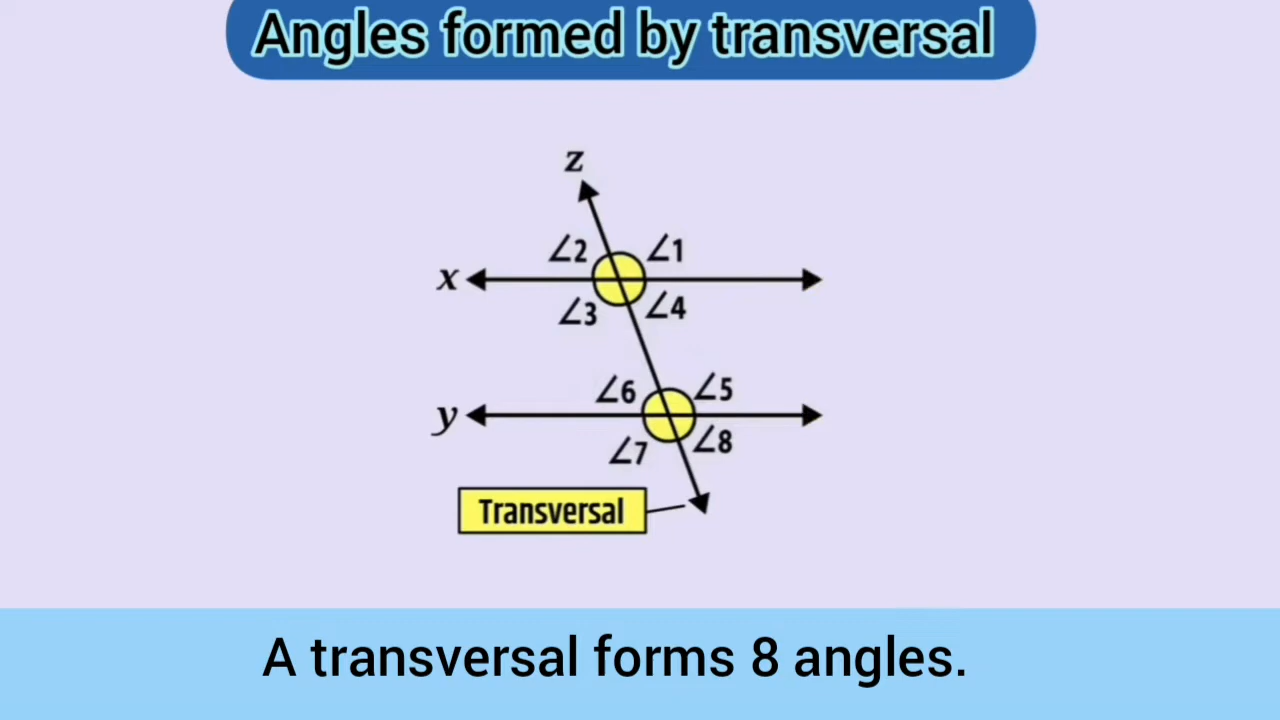 Angles formed by transversal
z
∠2 ∠1
x
∠3 ∠4
∠6 ∠5
y
∠7 ∠8
Transversal
A transversal forms 8 angles.